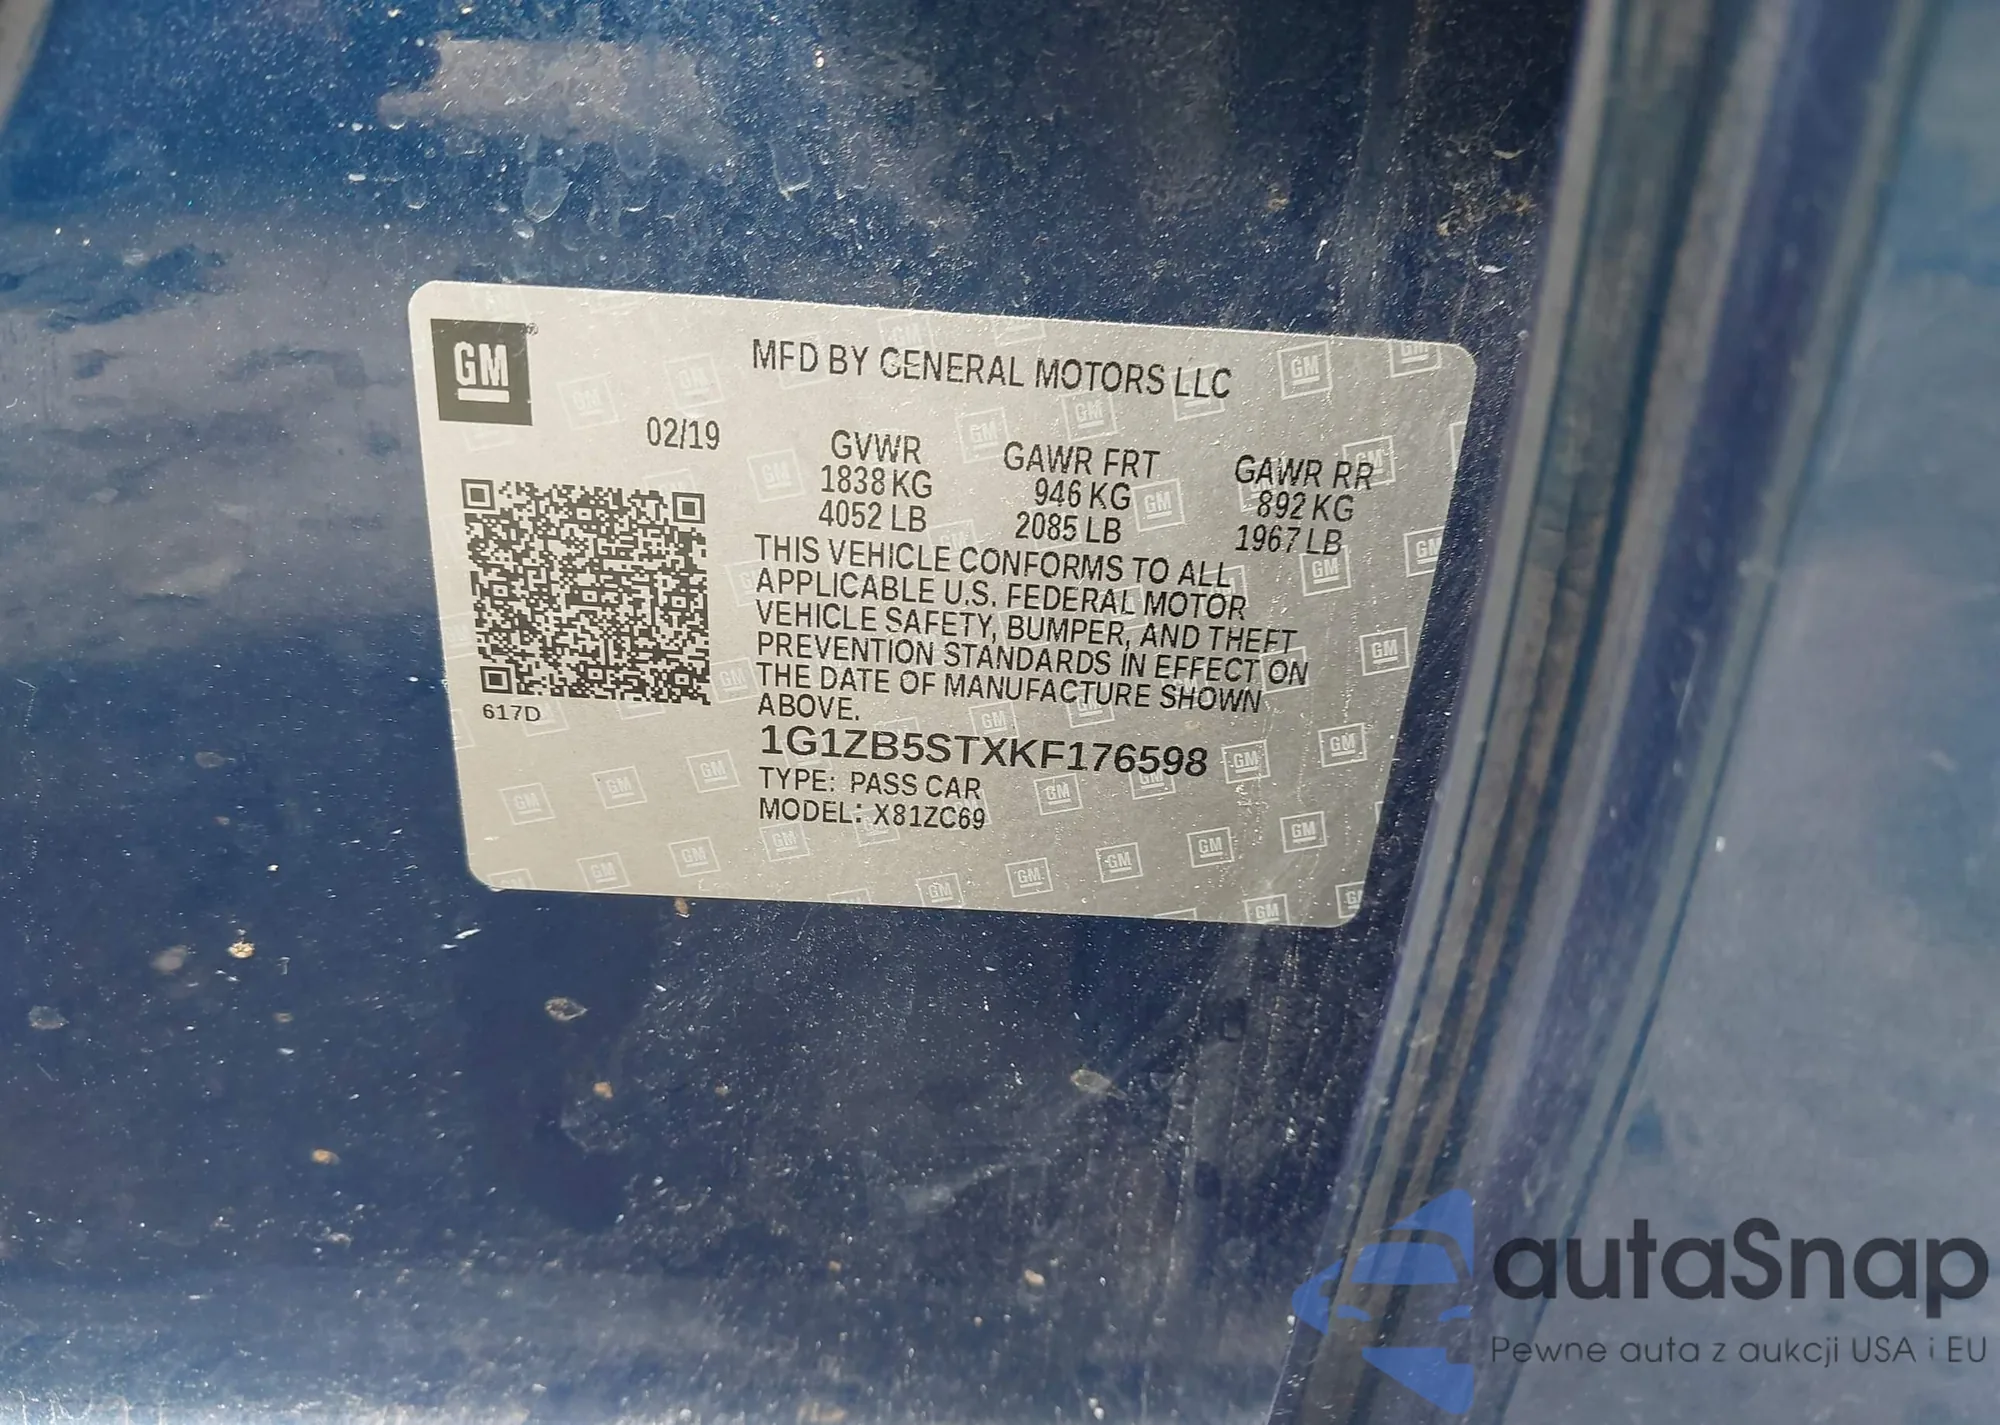 GM
MFD BY GENERAL MOTORS LLC
02/19
GVWR GAWR FRT GAWR RR
1838 KG 946 KG 892 KG
4052 LB 2085 LB 1967 LB
THIS VEHICLE CONFORMS TO ALL
APPLICABLE U.S. FEDERAL MOTOR
VEHICLE SAFETY, BUMPER, AND THEFT
PREVENTION STANDARDS IN EFFECT ON
THE DATE OF MANUFACTURE SHOWN
ABOVE.
617D
1G1ZB5STXKF176598
TYPE: PASS CAR
MODEL: X81ZC69
autaSnap
Pewne auta z aukcji USA i EU